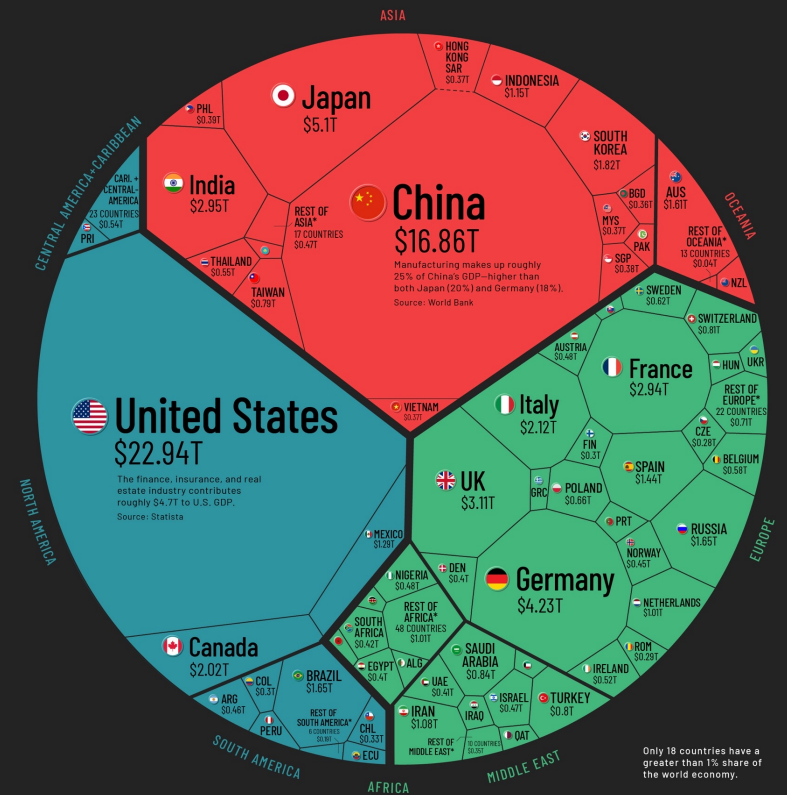 ASIA
HONG
KONG
SAR
$0.37T
INDONESIA
$1.15T
Japan
$5.1T
PHL
$0.39T
SOUTH
KOREA
$1.82T
CENTRAL AMERICA+CARIBBEAN
CARI. +
CENTRAL-
AMERICA
23 COUNTRIES
$0.54T
PRI
India
$2.95T
China
$16.86T
Manufacturing makes up roughly
25% of China's GDP—higher than
both Japan (20%) and Germany (18%).
Source: World Bank
REST OF
ASIA*
17 COUNTRIES
$0.47T
THAILAND
$0.55T
TAIWAN
$0.79T
BGD
$0.36T
MYS
$0.37T
PAK
SGP
$0.38T
VIETNAM
$0.37T
OCEANIA
AUS
$1.61T
REST OF
OCEANIA*
13 COUNTRIES
$0.04T
NZL
NORTH AMERICA
United States
$22.94T
The finance, insurance, and real
estate industry contributes
roughly $4.7T to U.S. GDP.
Source: Statista
MEXICO
$1.29T
Canada
$2.02T
EUROPE
SWEDEN
$0.62T
SWITZERLAND
$0.81T
AUSTRIA
$0.48T
France
$2.94T
HUN
UKR
REST OF
EUROPE*
22 COUNTRIES
$0.71T
Italy
$2.12T
CZE
$0.28T
FIN
$0.3T
BELGIUM
$0.58T
SPAIN
$1.44T
UK
$3.11T
GRC
POLAND
$0.66T
PRT
RUSSIA
$1.65T
NORWAY
$0.45T
DEN
$0.4T
Germany
$4.23T
NETHERLANDS
$1.01T
ROM
$0.29T
IRELAND
$0.52T
NIGERIA
$0.48T
REST OF
AFRICA*
48 COUNTRIES
$1.01T
SOUTH
AFRICA
$0.42T
EGYPT
$0.4T
ALG
AFRICA
SAUDI
ARABIA
$0.84T
UAE
$0.41T
ISRAEL
$0.47T
TURKEY
$0.8T
IRAN
$1.08T
IRAQ
QAT
REST OF
MIDDLE EAST*
10 COUNTRIES
$0.35T
MIDDLE EAST
COL
$0.3T
BRAZIL
$1.65T
ARG
$0.46T
PERU
REST OF
SOUTH AMERICA*
6 COUNTRIES
CHL
$0.33T
ECU
SOUTH AMERICA
Only 18 countries have a
greater than 1% share of
the world economy.